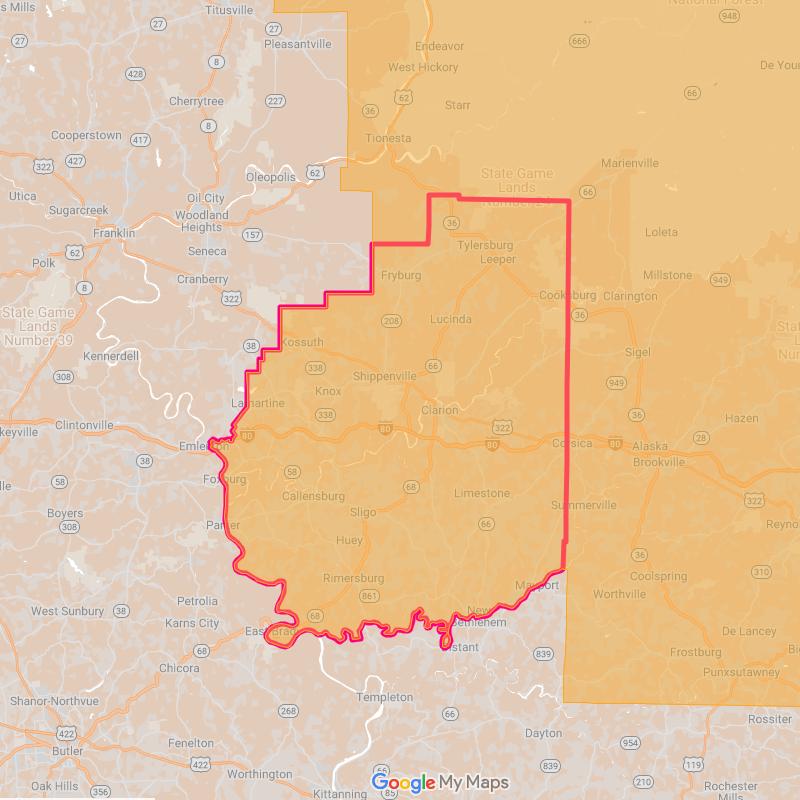 s Mills
Titusville
27
27
Pleasantville
National Forest
948
Endeavor
666
West Hickory
De You
8
428
Cherrytree
227
62
66
36
Starr
8
Cooperstown
417
Tionesta
427
322
Marienville
Oleopolis
62
State Game
Lands
66
Utica
Oil City
Sugarcreek
Woodland
Heights
36
Franklin
157
Loleta
62
Seneca
Tylersburg
Leeper
Polk
Cranberry
Fryburg
Millstone
949
8
322
Cooksburg
Clarington
State Game
Lands
Number 39
208
Lucinda
36
Kossuth
38
Sigel
Kennerdell
338
66
308
Shippenville
949
Knox
Lamartine
338
Clarion
36
Hazen
Clintonville
322
keyville
80
80
28
Emlenton
80
Corsica
80
Alaska
38
Brookville
58
58
Foxburg
68
Callensburg
Limestone
322
Boyers
Sligo
Summerville
308
Parker
66
Reyno
Huey
36
310
Rimersburg
Coolspring
Mayport
Petrolia
861
Worthville
West Sunbury
38
68
New
Bethlehem
Karns City
East Brady
De Lancey
68
Distant
839
Frostburg
Chicora
Punxsutawney
Templeton
Shanor-Northvue
268
66
Rossiter
422
Dayton
Butler
Fenelton
954
422
119
Worthington
66
839
Oak Hills
356
85
210
Rochester
Mills
Kittanning
Google My Maps